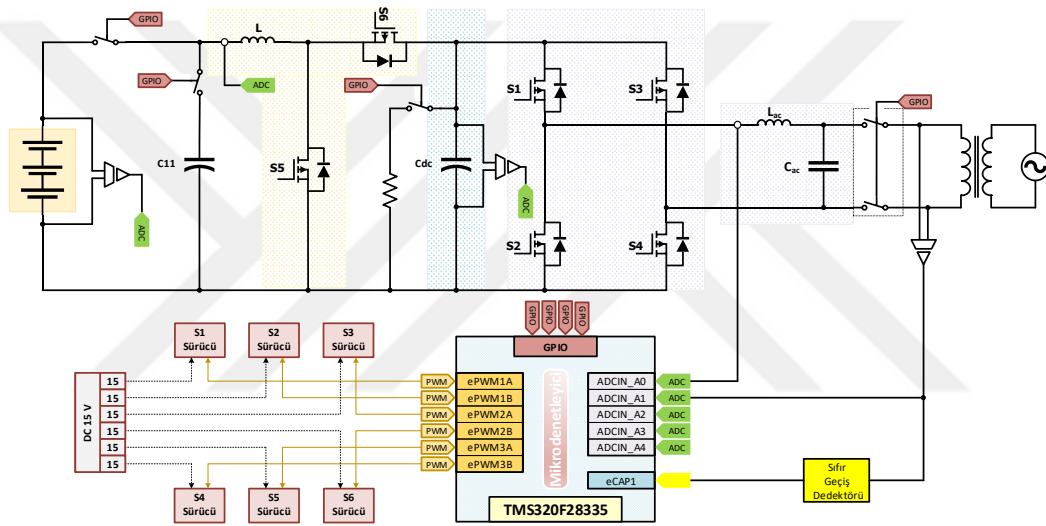 GPIO
L
S6
GPIO
ADC
GPIO
S1
S3
GPIO
Lac
C11
S5
Cdc
Cac
ADC
ADC
S2
S4
GPIO
GPIO
GPIO
GPIO
S1
Sürücü
S2
Sürücü
S3
Sürücü
GPIO
DC 15 V
15
15
15
15
15
15
PWM
PWM
PWM
PWM
PWM
PWM
ePWM1A
ePWM1B
ePWM2A
ePWM2B
ePWM3A
ePWM3B
Mikrodenetleyici
ADCIN_A0
ADCIN_A1
ADCIN_A2
ADCIN_A3
ADCIN_A4
ADC
ADC
ADC
ADC
ADC
eCAP1
Sıfır
Geçiş
Dedektörü
S4
Sürücü
S5
Sürücü
S6
Sürücü
TMS320F28335